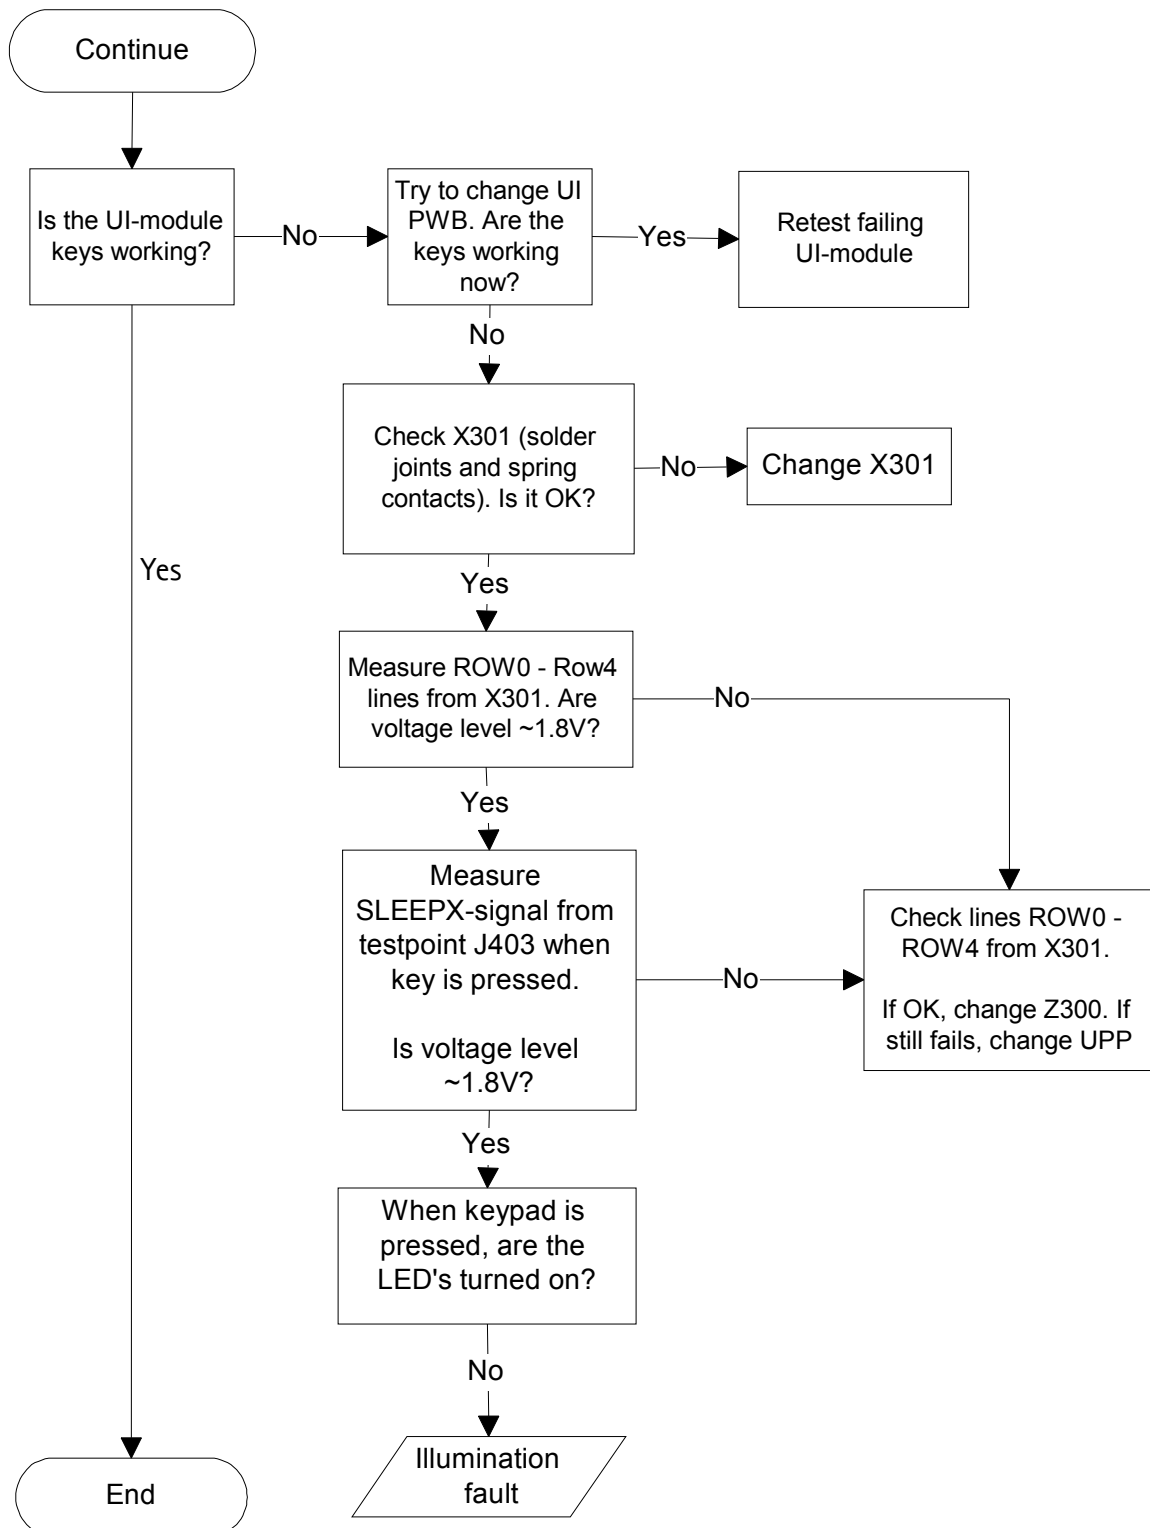 Continue
Is the UI-module
keys working?
No
Try to change UI
PWB. Are the
keys working
now?
Yes
Retest failing
UI-module
No
Check X301 (solder
joints and spring
contacts). Is it OK?
No
Change X301
Yes
Yes
Measure ROW0 - Row4
lines from X301. Are
voltage level ~1.8V?
No
Yes
Measure
SLEEPX-signal from
testpoint J403 when
key is pressed.
Is voltage level
~1.8V?
No
Check lines ROW0 -
ROW4 from X301.
If OK, change Z300. If
still fails, change UPP
Yes
When keypad is
pressed, are the
LED's turned on?
No
Illumination
fault
End